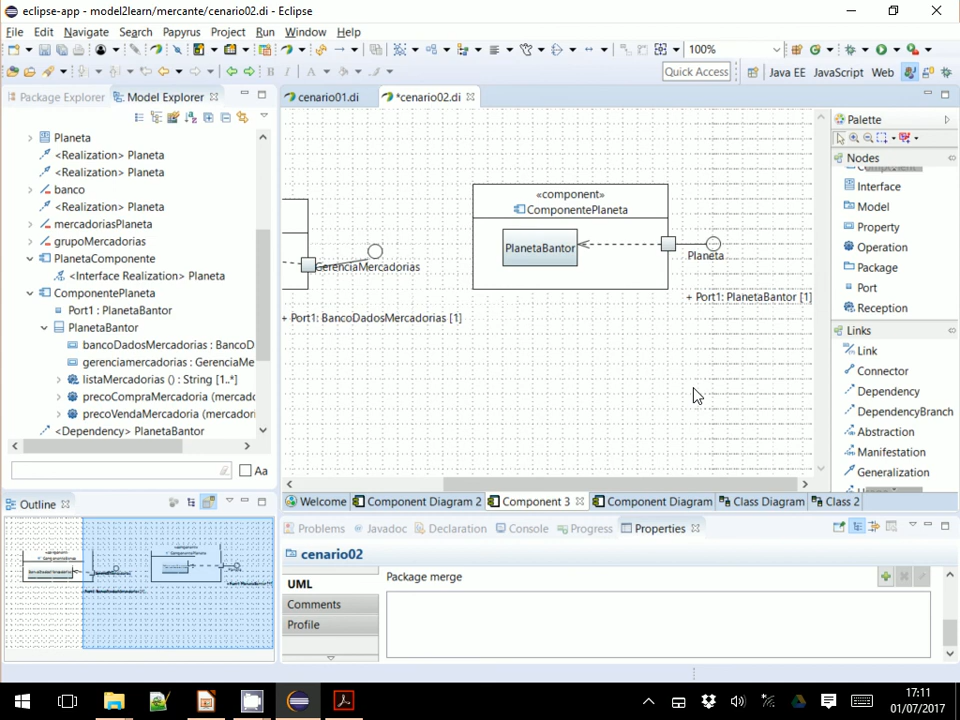 eclipse-app - model2learn/mercante/cenario02.di - Eclipse
File Edit Navigate Search Papyrus Project Run Window Help
100%
Quick Access Java EE JavaScript Web
Package Explorer Model Explorer
cenario01.di *cenario02.di
Planeta
<Realization> Planeta
<Realization> Planeta
banco
<Realization> Planeta
mercadoriasPlaneta
grupoMercadorias
PlanetaComponente
<Interface Realization> Planeta
ComponentePlaneta
Port1 : PlanetaBantor
PlanetaBantor
bancoDadosMercadorias : BancoD
gerenciamercadorias : GerenciaMe
listaMercadorias () : String [1..*]
precoCompraMercadoria (mercado
precoVendaMercadoria (mercador
<Dependency> PlanetaBantor
Aa
Outline
GerenciaMercadorias
+ Port1: BancoDadosMercadorias [1]
«component»
ComponentePlaneta
PlanetaBantor
Planeta
+ Port1: PlanetaBantor [1]
Palette
Nodes
Interface
Model
Property
Operation
Package
Port
Reception
Links
Link
Connector
Dependency
DependencyBranch
Abstraction
Manifestation
Generalization
Welcome Component Diagram 2 Component 3 Component Diagram Class Diagram Class 2
Problems Javadoc Declaration Console Progress Properties
cenario02
UML
Comments
Profile
Package merge
17:11
01/07/2017